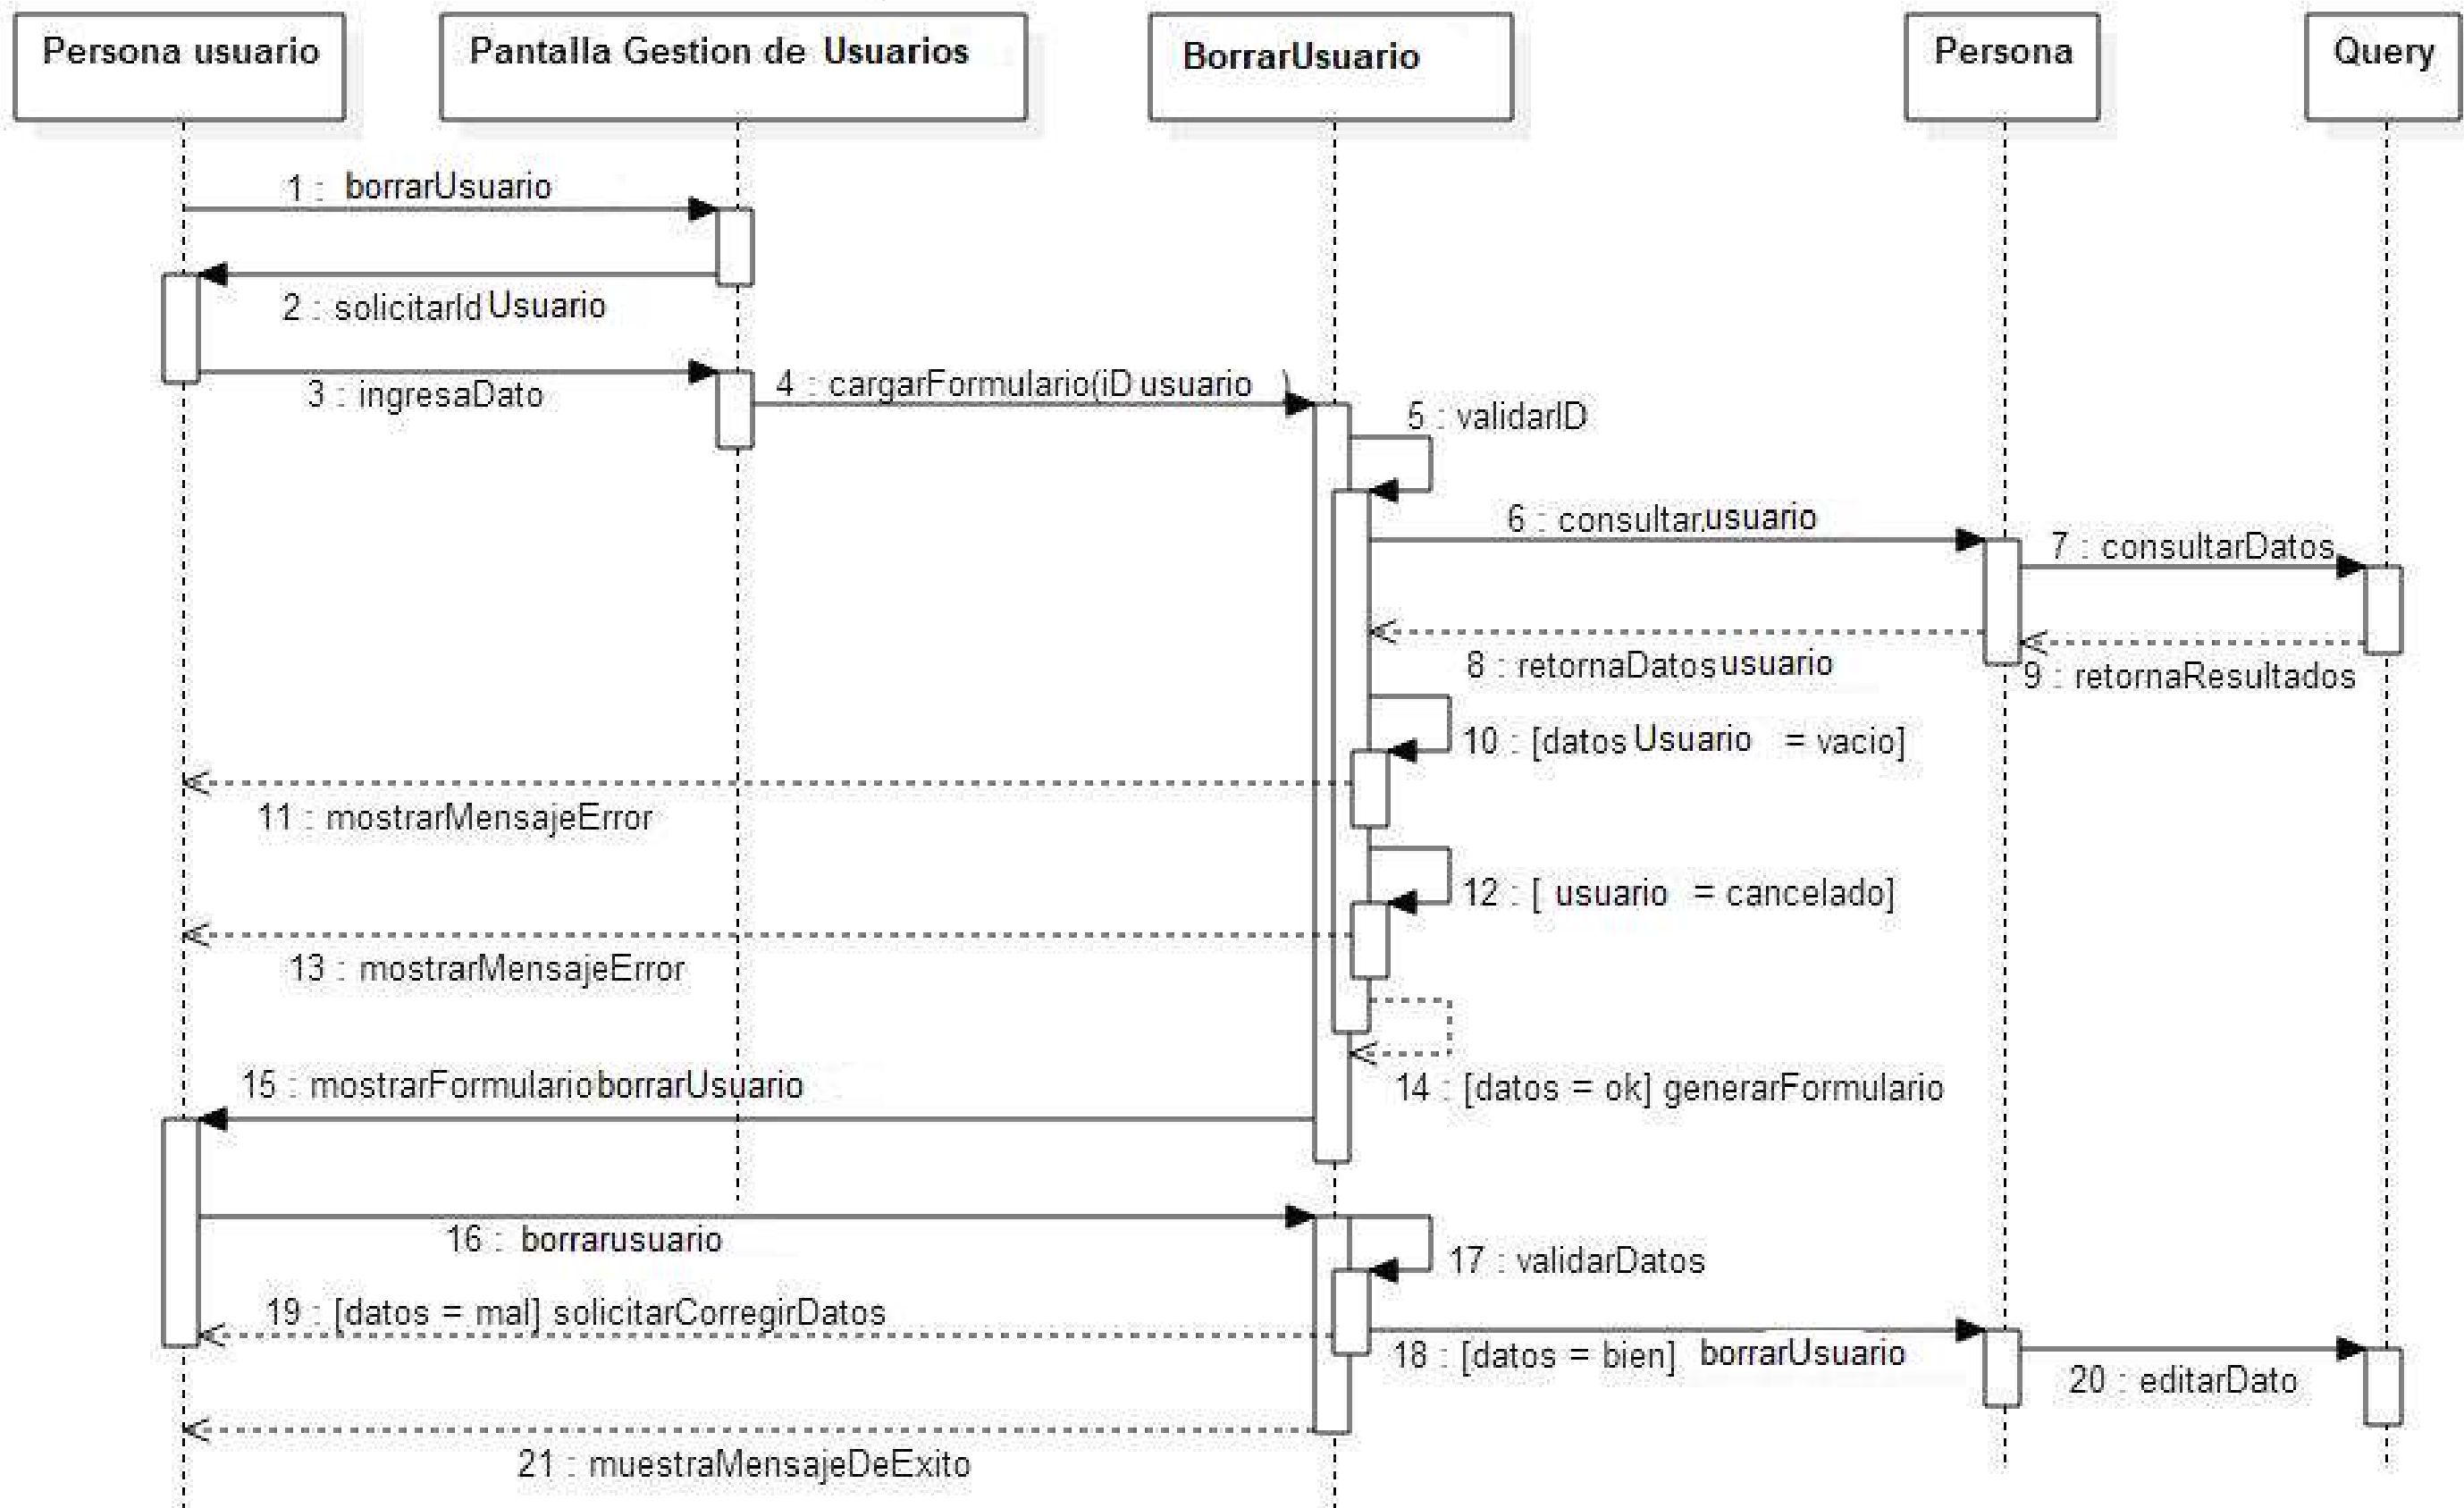 Persona usuario
Pantalla Gestion de Usuarios
BorrarUsuario
Persona
Query
1 : borrarUsuario
2 : solicitarId Usuario
3 : ingresaDato
4 : cargarFormulario(iD usuario )
5 : validarID
6 : consultar.usuario
7 : consultarDatos
8 : retornaDatos usuario
9 : retornaResultados
10 : [datos Usuario = vacio]
11 : mostrarMensajeError
12 : [ usuario = cancelado]
13 : mostrarMensajeError
14 : [datos = ok] generarFormulario
15 : mostrarFormularioborrarUsuario
16 : borrarusuario
17 : validarDatos
19 : [datos = mal] solicitarCorregirDatos
18 : [datos = bien] borrarUsuario
20 : editarDato
21 : muestraMensajeDeExito